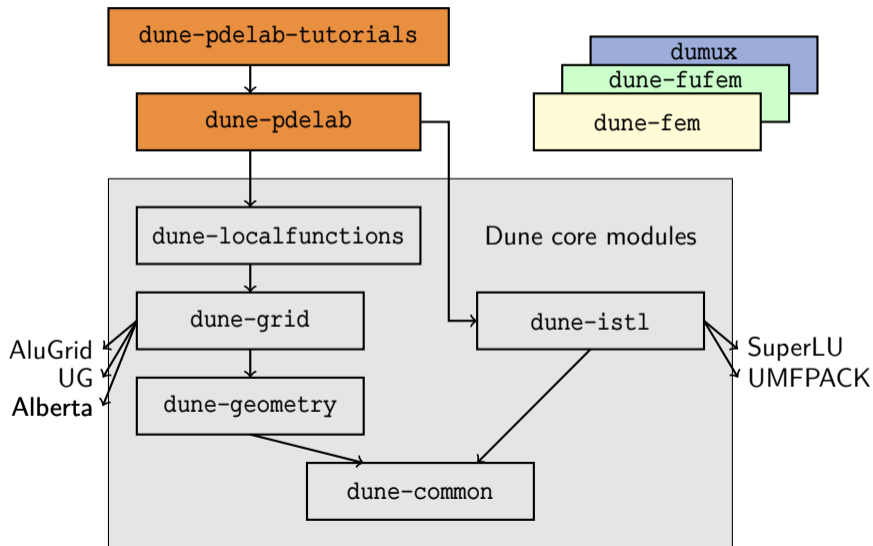 dune-pdelab-tutorials
dumux
dune-fufem
dune-pdelab
dune-fem
dune-localfunctions
Dune core modules
dune-grid
dune-istl
AluGrid
SuperLU
UG
UMFPACK
Alberta
dune-geometry
dune-common